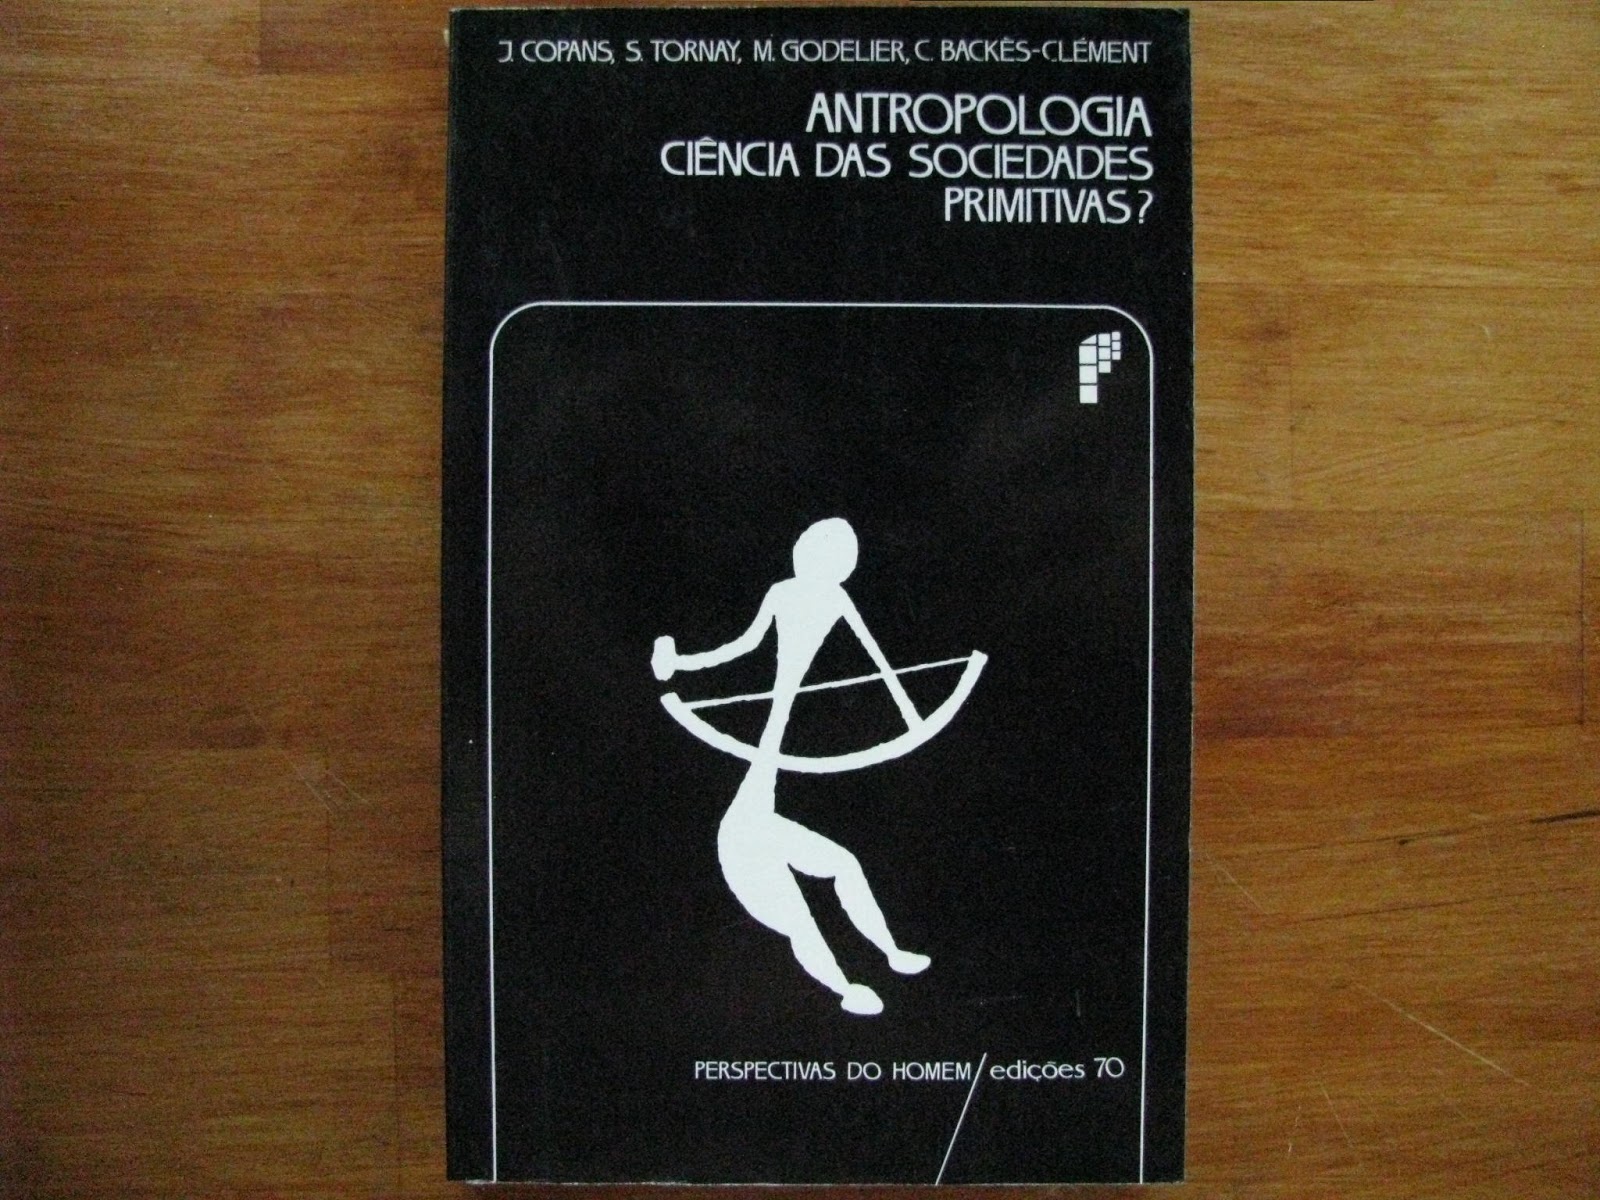 J. COPANS, S. TORNAY, M. GODELIER, C. BACKÈS-CLÉMENT
ANTROPOLOGIA
CIÊNCIA DAS SOCIEDADES
PRIMITIVAS?
PERSPECTIVAS DO HOMEM/edições 70